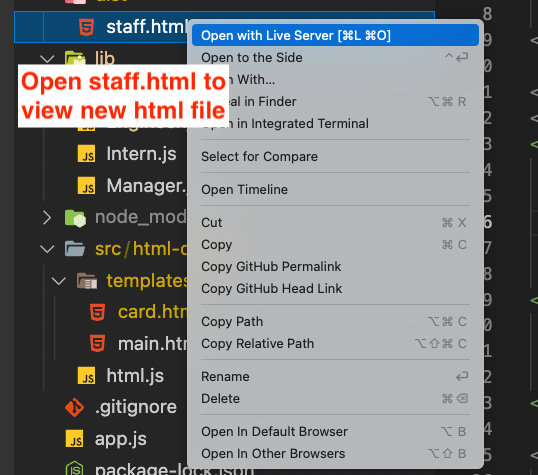 staff.html
Open with Live Server [⌘L ⌘O]
Open to the Side ^↩
lib
Open staff.html to
view new html file
With...
in Finder ⌥⌘ R
in Integrated Terminal
Intern.js
Manager.
Select for Compare
Open Timeline
node_mod
Cut ⌘ X
src/html-
Copy ⌘ C
Copy GitHub Permalink
templates
Copy GitHub Head Link
card.htm
Copy Path ⌥⌘ C
main.htm
Copy Relative Path ⌥⇧⌘ C
html.js
Rename ↩
Delete ⌘⌫
.gitignore
app.js
Open In Default Browser ⌥ B
Open In Other Browsers ⌥⇧ B
package-lock.json